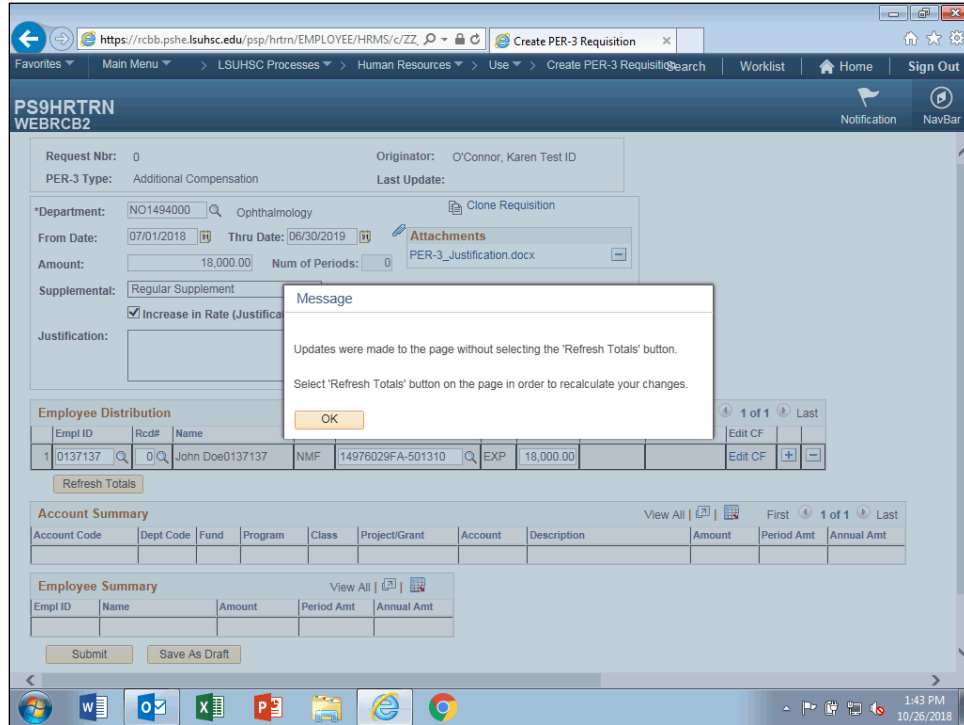 https://rcbb.pshe.lsuhsc.edu/psp/hrtrn/EMPLOYEE/HRMS/c/ZZ_
Create PER-3 Requisition
Favorites Main Menu > LSUHSC Processes > Human Resources > Use > Create PER-3 Requisition Search Worklist Home Sign Out
PS9HRTRN
WEBRCB2
Notification NavBar
Request Nbr: 0 Originator: O'Connor, Karen Test ID
PER-3 Type: Additional Compensation Last Update:
*Department: NO1494000 Ophthalmology Clone Requisition
From Date: 07/01/2018 Thru Date: 06/30/2019 Attachments
Amount: 18,000.00 Num of Periods: 0 PER-3_Justification.docx
Supplemental: Regular Supplement
Increase in Rate (Justifica
Justification:
Message
Updates were made to the page without selecting the 'Refresh Totals' button.
Select 'Refresh Totals' button on the page in order to recalculate your changes.
OK
Employee Distribution 1 of 1 Last
Empl ID Rcd# Name Edit CF
1 0137137 0 John Doe0137137 NMF 14976029FA-501310 EXP 18,000.00 Edit CF
Refresh Totals
Account Summary View All | | First 1 of 1 Last
Account Code Dept Code Fund Program Class Project/Grant Account Description Amount Period Amt Annual Amt
Employee Summary View All | |
Empl ID Name Amount Period Amt Annual Amt
Submit Save As Draft
1:43 PM
10/26/2018